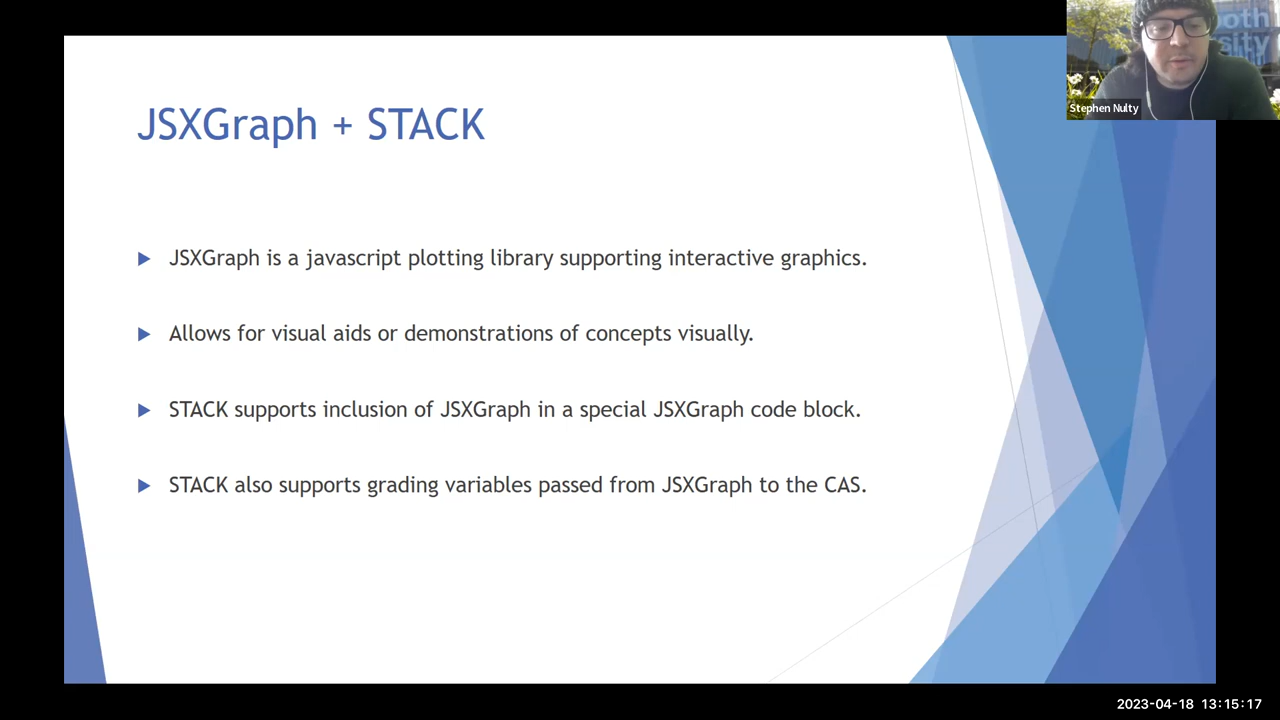 JSXGraph + STACK
JSXGraph is a javascript plotting library supporting interactive graphics.
Allows for visual aids or demonstrations of concepts visually.
STACK supports inclusion of JSXGraph in a special JSXGraph code block.
STACK also supports grading variables passed from JSXGraph to the CAS.
ooth
sity
Stephen Nulty
2023-04-18 13:15:17